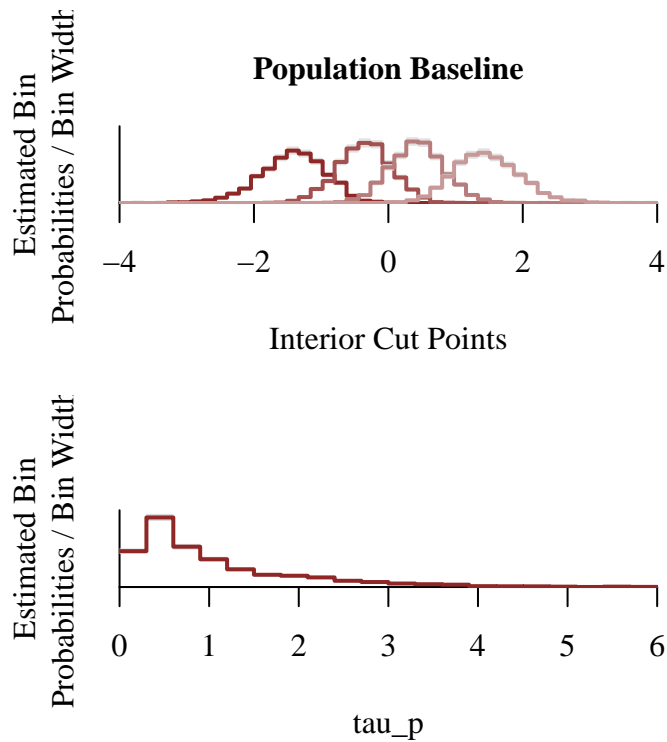 Population Baseline
Estimated Bin
Probabilities / Bin Width
−4 −2 0 2 4
Interior Cut Points
Estimated Bin
Probabilities / Bin Width
0 1 2 3 4 5 6
tau_p